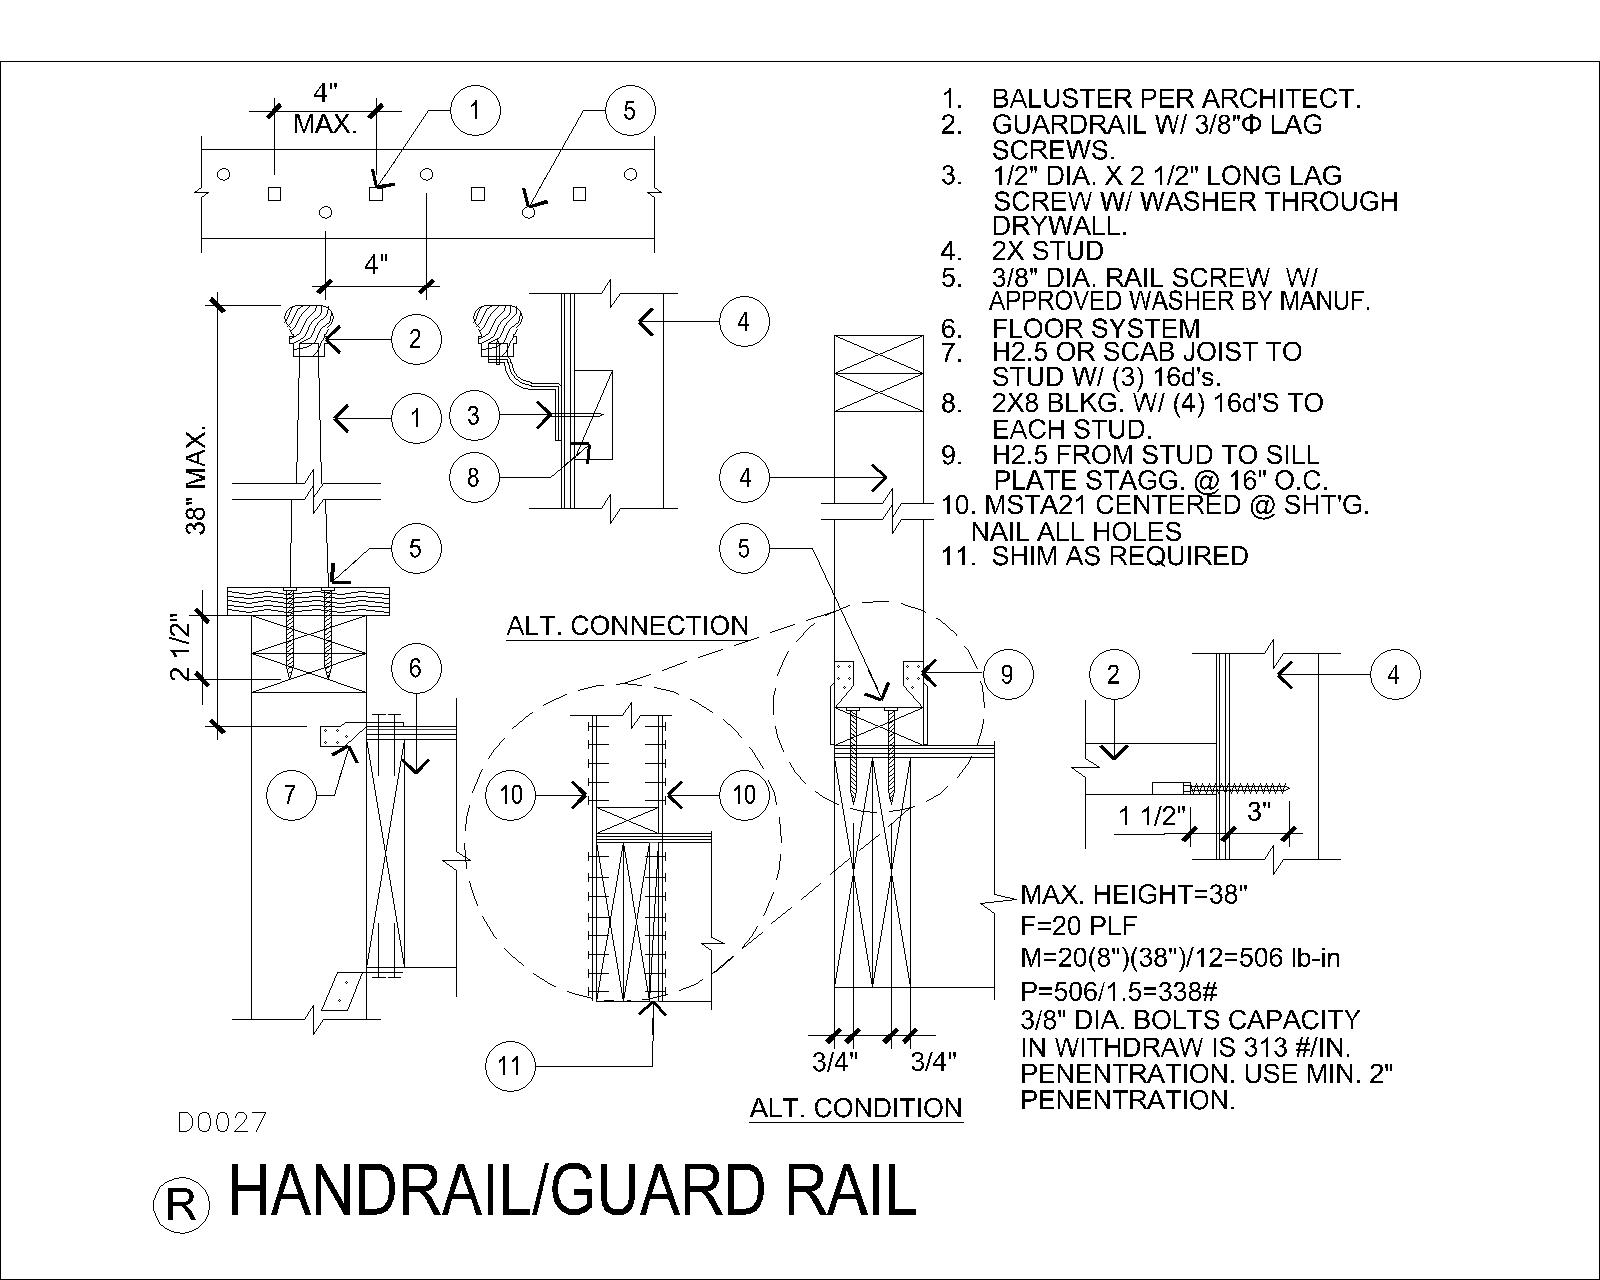 4"
MAX.
1
5
4"
38" MAX.
2
1
3
8
4
5
2 1/2"
6
7
4
5
ALT. CONNECTION
9
10
10
11
3/4"
3/4"
ALT. CONDITION
2
4
1 1/2"
3"
1. BALUSTER PER ARCHITECT.
2. GUARDRAIL W/ 3/8"Φ LAG
SCREWS.
3. 1/2" DIA. X 2 1/2" LONG LAG
SCREW W/ WASHER THROUGH
DRYWALL.
4. 2X STUD
5. 3/8" DIA. RAIL SCREW W/
APPROVED WASHER BY MANUF.
6. FLOOR SYSTEM
7. H2.5 OR SCAB JOIST TO
STUD W/ (3) 16d's.
8. 2X8 BLKG. W/ (4) 16d'S TO
EACH STUD.
9. H2.5 FROM STUD TO SILL
PLATE STAGG. @ 16" O.C.
10. MSTA21 CENTERED @ SHT'G.
NAIL ALL HOLES
11. SHIM AS REQUIRED
MAX. HEIGHT=38"
F=20 PLF
M=20(8")(38")/12=506 lb-in
P=506/1.5=338#
3/8" DIA. BOLTS CAPACITY
IN WITHDRAW IS 313 #/IN.
PENENTRATION. USE MIN. 2"
PENENTRATION.
D0027
R HANDRAIL/GUARD RAIL